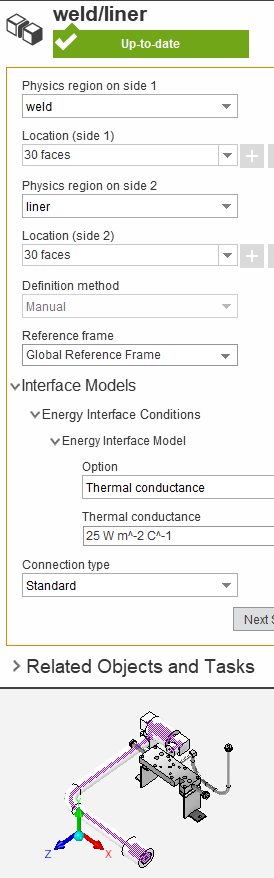 weld/liner
Up-to-date
Physics region on side 1
weld
Location (side 1)
30 faces
Physics region on side 2
liner
Location (side 2)
30 faces
Definition method
Manual
Reference frame
Global Reference Frame
Interface Models
Energy Interface Conditions
Energy Interface Model
Option
Thermal conductance
Thermal conductance
25 W m^-2 C^-1
Connection type
Standard
Next S
Related Objects and Tasks
Y
Z
X